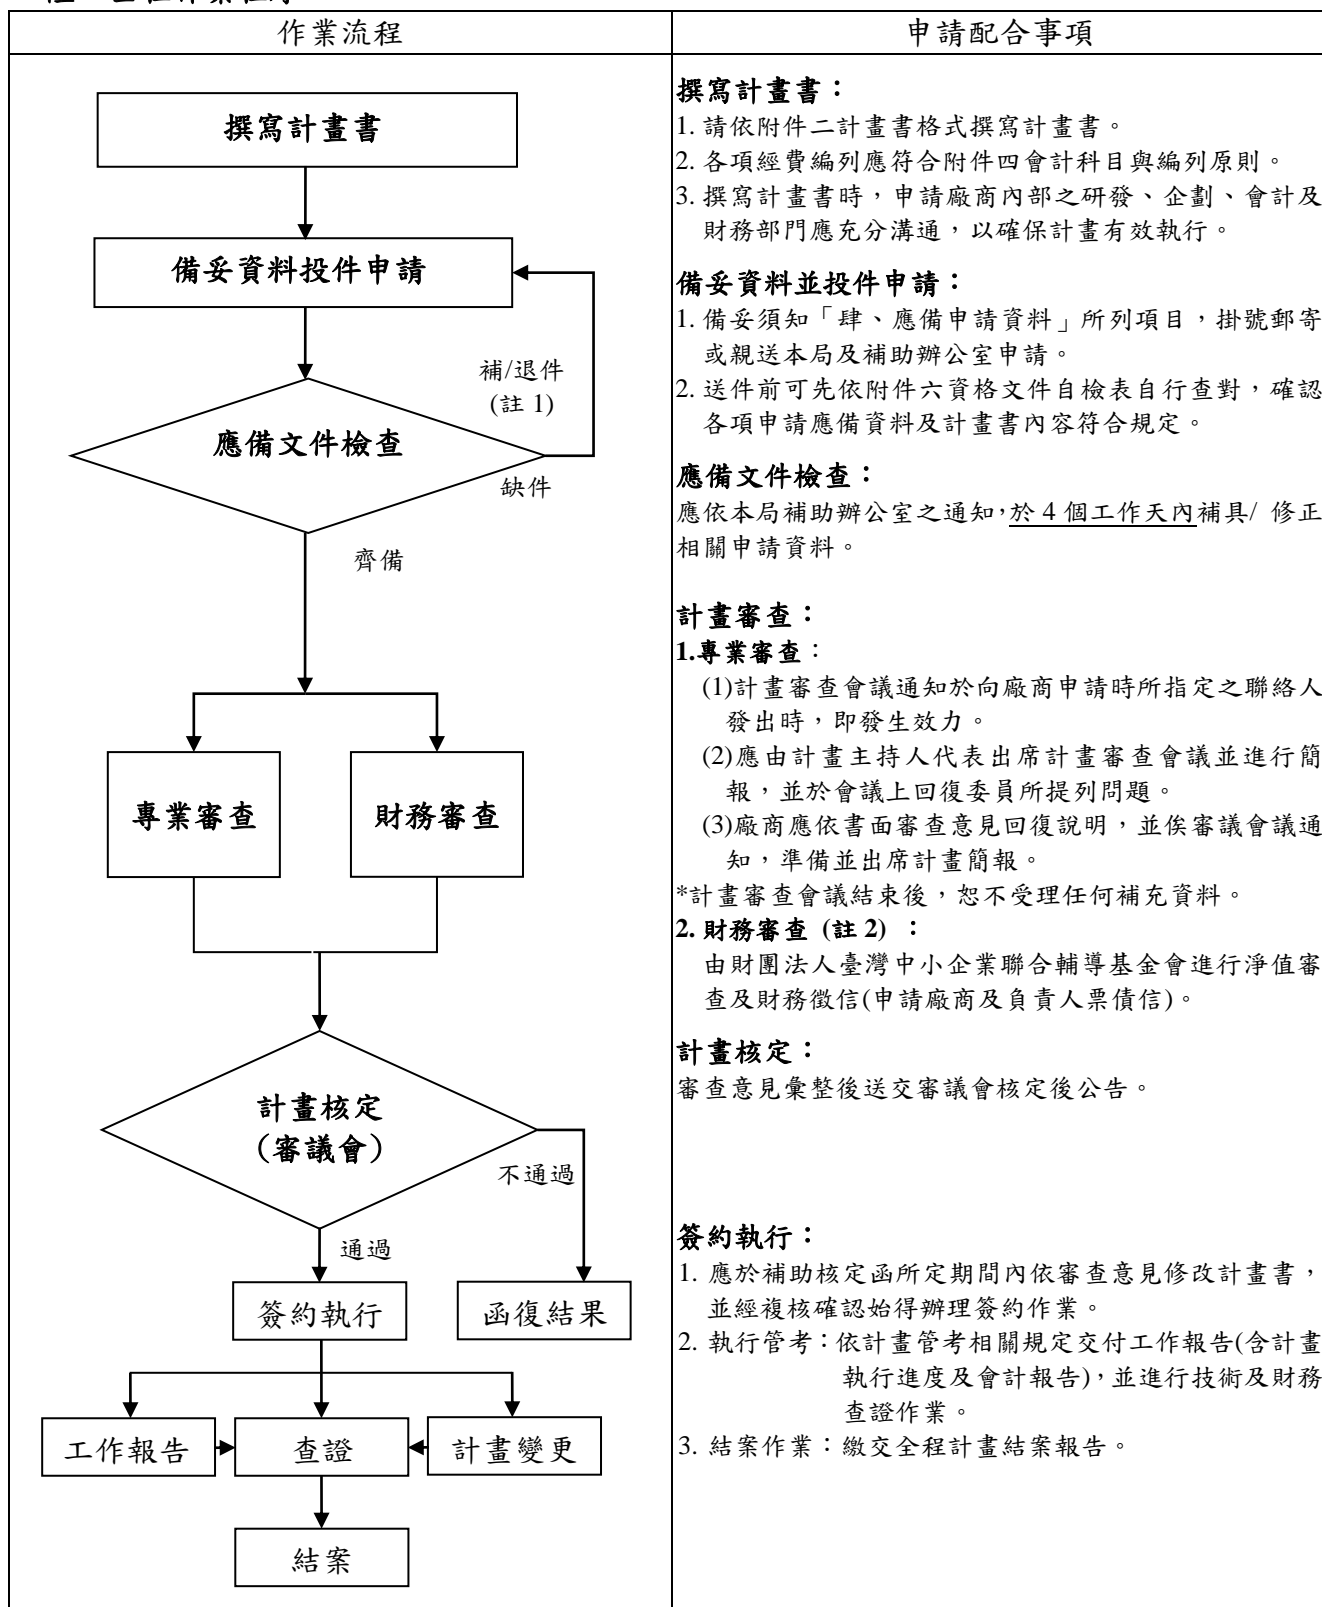 作業流程
申請配合事項
撰寫計畫書
備妥資料投件申請
補/退件
(註 1)
應備文件檢查
缺件
齊備
專業審查
財務審查
計畫核定
(審議會)
不通過
通過
簽約執行
函復結果
工作報告
查證
計畫變更
結案
撰寫計畫書：
1. 請依附件二計畫書格式撰寫計畫書。
2. 各項經費編列應符合附件四會計科目與編列原則。
3. 撰寫計畫書時，申請廠商內部之研發、企劃、會計及
財務部門應充分溝通，以確保計畫有效執行。
備妥資料並投件申請：
1. 備妥須知「肆、應備申請資料」所列項目，掛號郵寄
或親送本局及補助辦公室申請。
2. 送件前可先依附件六資格文件自檢表自行查對，確認
各項申請應備資料及計畫書內容符合規定。
應備文件檢查：
應依本局補助辦公室之通知，於 4 個工作天內補具/ 修正
相關申請資料。
計畫審查：
1.專業審查：
(1)計畫審查會議通知於向廠商申請時所指定之聯絡人
發出時，即發生效力。
(2)應由計畫主持人代表出席計畫審查會議並進行簡
報，並於會議上回復委員所提列問題。
(3)廠商應依書面審查意見回復說明，並俟審議會議通
知，準備並出席計畫簡報。
*計畫審查會議結束後，恕不受理任何補充資料。
2. 財務審查 (註 2) ：
由財團法人臺灣中小企業聯合輔導基金會進行淨值審
查及財務徵信(申請廠商及負責人票債信)。
計畫核定：
審查意見彙整後送交審議會核定後公告。
簽約執行：
1. 應於補助核定函所定期間內依審查意見修改計畫書，
並經複核確認始得辦理簽約作業。
2. 執行管考：依計畫管考相關規定交付工作報告(含計畫
執行進度及會計報告)，並進行技術及財務
查證作業。
3. 結案作業：繳交全程計畫結案報告。